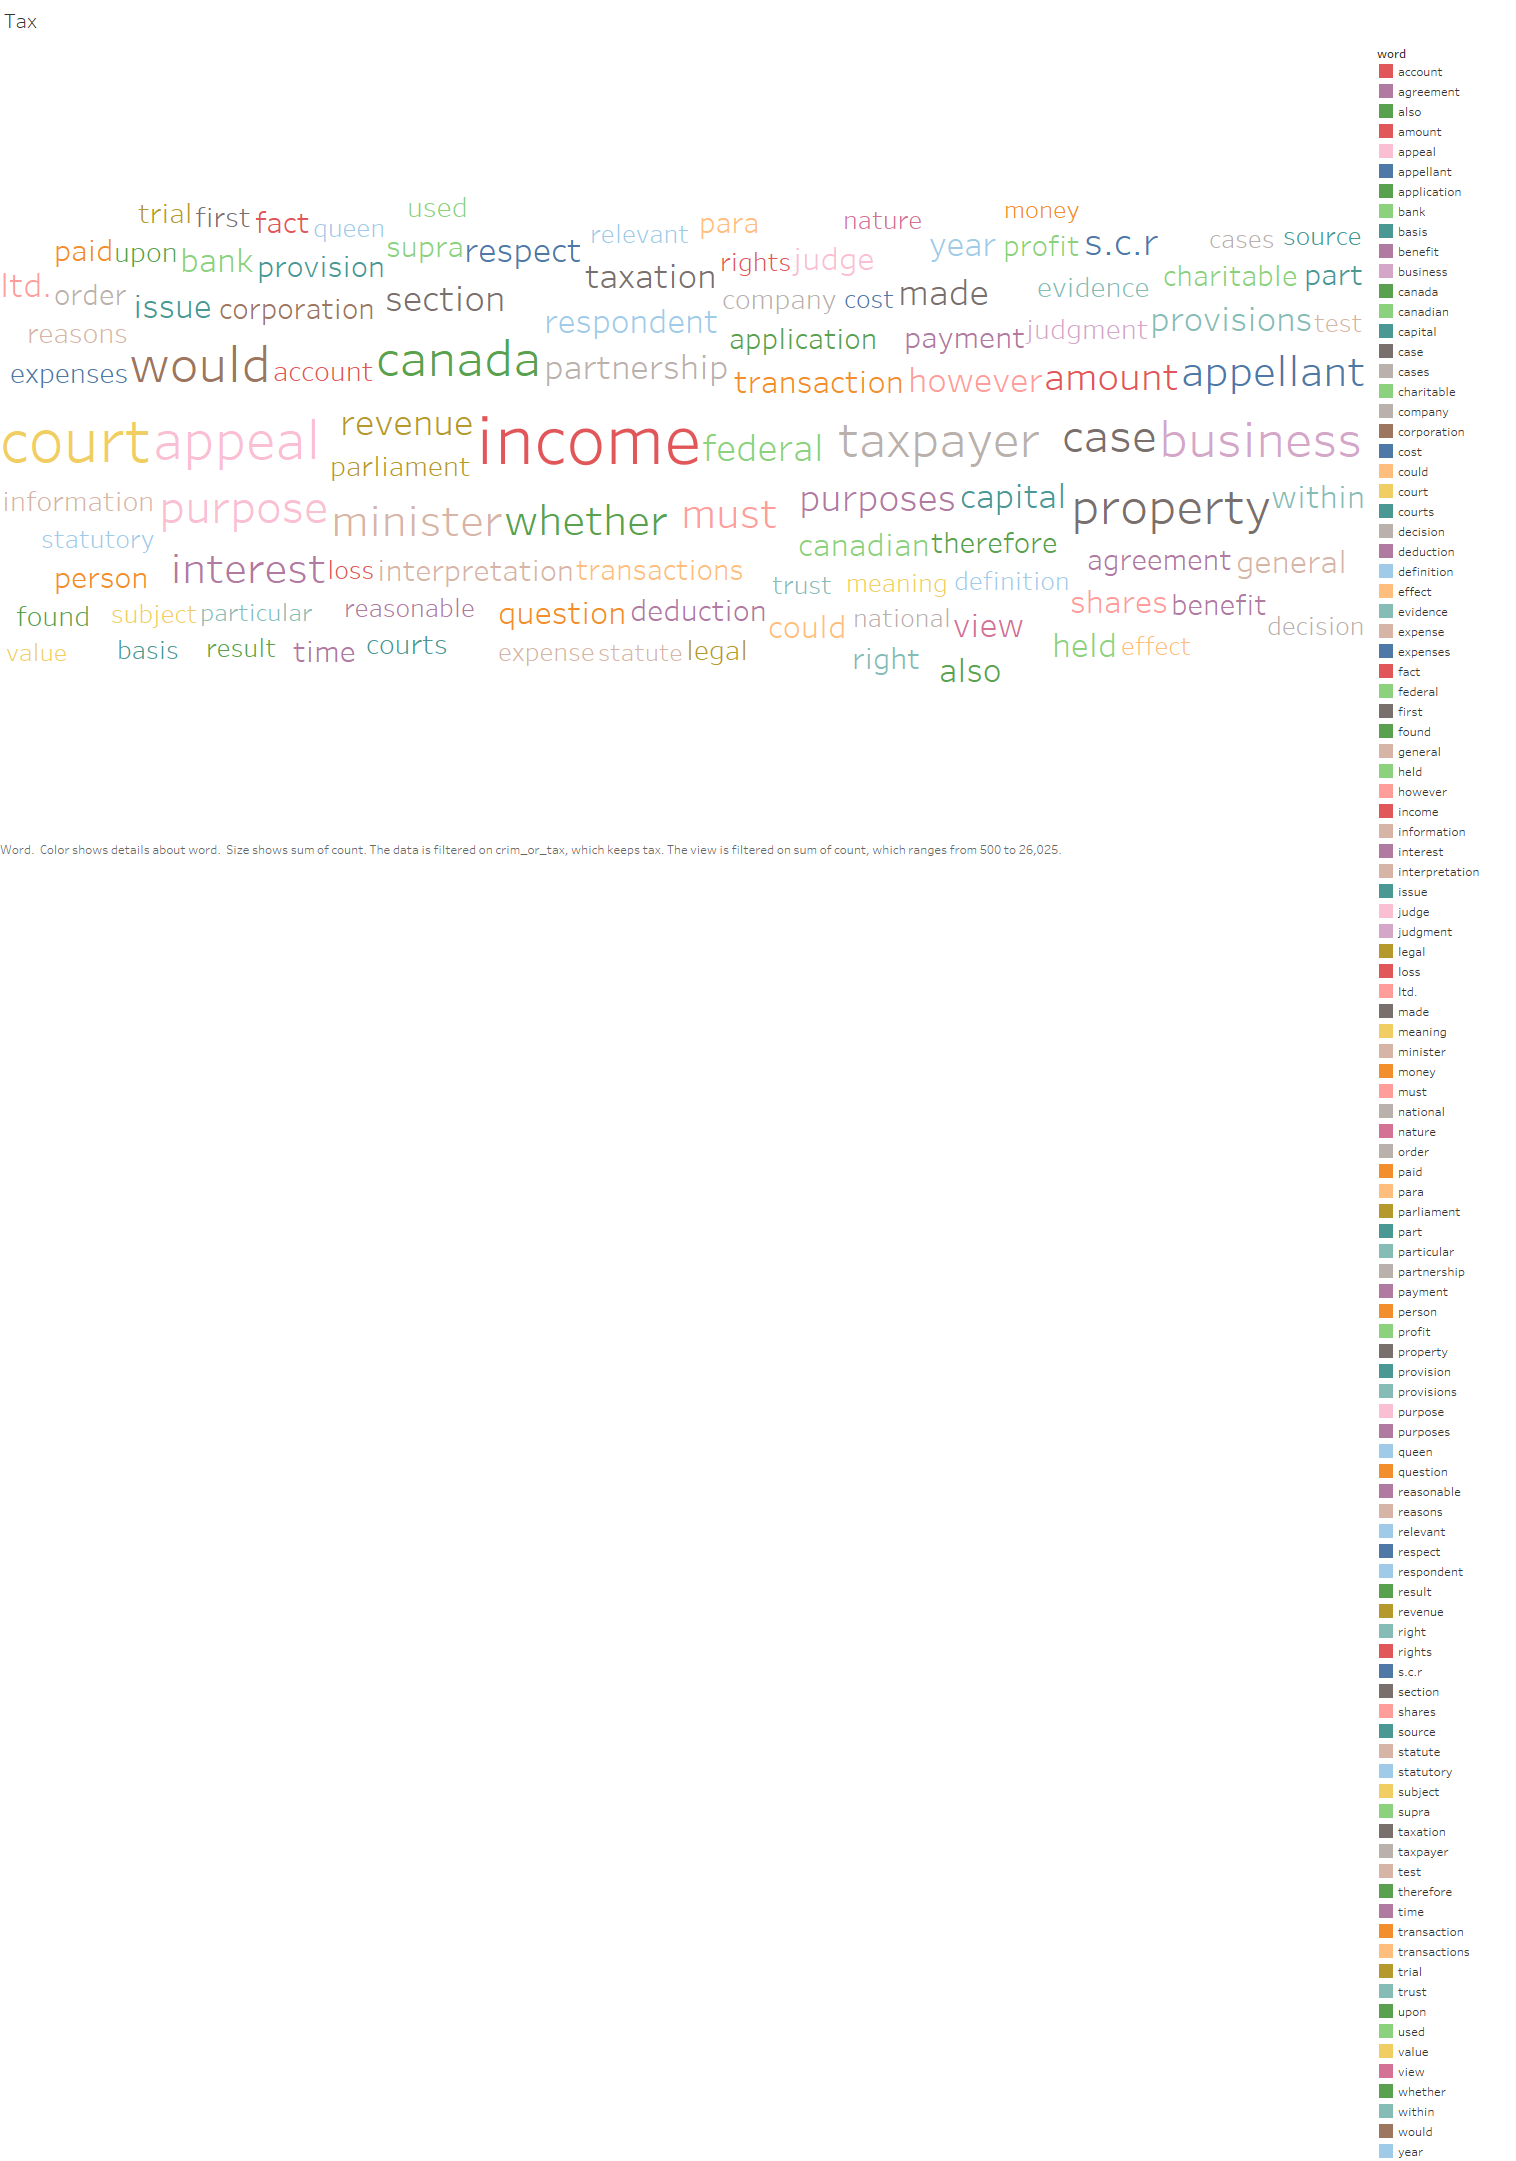 Tax
used
trial first fact queen relevant para nature money
paid upon bank provision supra respect taxation rights judge year profit s.c.r cases source
ltd. order issue corporation section company cost made evidence charitable part
reasons respondent application payment judgment provisions test
expenses would account canada partnership transaction however amount appellant
court appeal revenue income federal taxpayer case business
parliament
information purpose minister whether must purposes capital property within
statutory canadian therefore
person interest loss interpretation transactions trust meaning definition agreement general
found subject particular reasonable question deduction could national view shares benefit decision
value basis result time courts expense statute legal right also held effect
Word.  Color shows details about word.  Size shows sum of count. The data is filtered on crim_or_tax, which keeps tax. The view is filtered on sum of count, which ranges from 500 to 26,025.
word
account
agreement
also
amount
appeal
appellant
application
bank
basis
benefit
business
canada
canadian
capital
case
cases
charitable
company
corporation
cost
could
court
courts
decision
deduction
definition
effect
evidence
expense
expenses
fact
federal
first
found
general
held
however
income
information
interest
interpretation
issue
judge
judgment
legal
loss
ltd.
made
meaning
minister
money
must
national
nature
order
paid
para
parliament
part
particular
partnership
payment
person
profit
property
provision
provisions
purpose
purposes
queen
question
reasonable
reasons
relevant
respect
respondent
result
revenue
right
rights
s.c.r
section
shares
source
statute
statutory
subject
supra
taxation
taxpayer
test
therefore
time
transaction
transactions
trial
trust
upon
used
value
view
whether
within
would
year